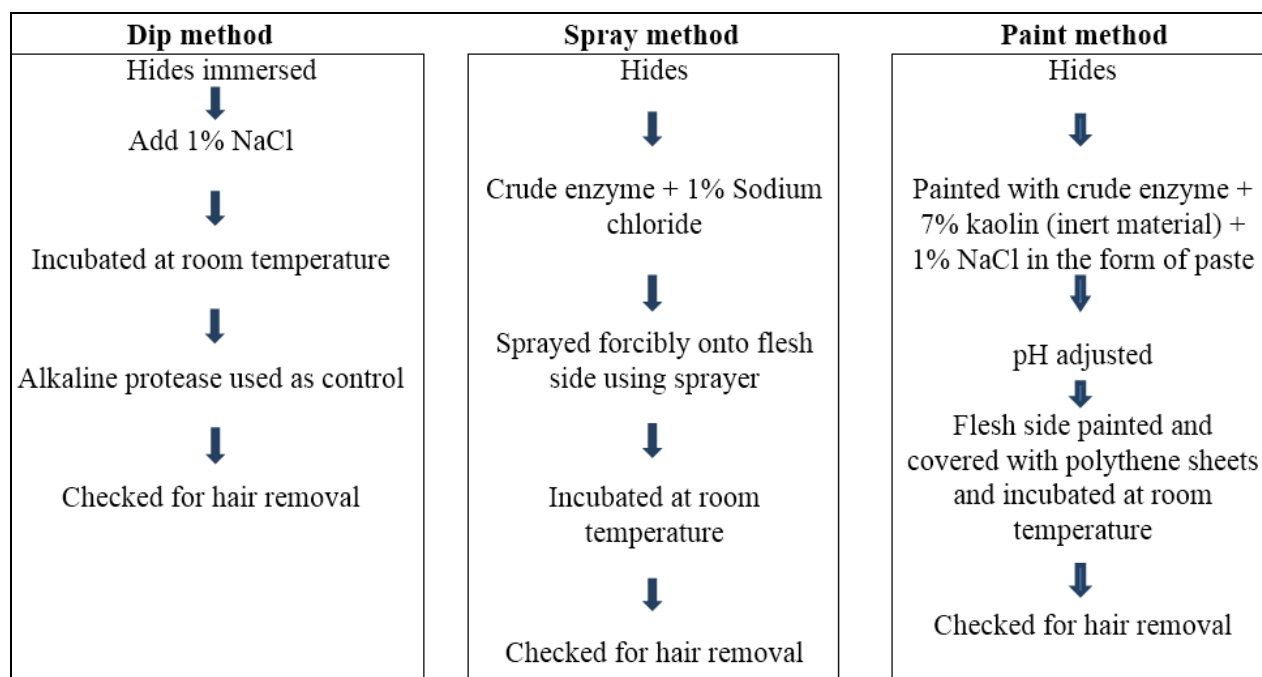 Dip method
Hides immersed
Add 1% NaCl
Incubated at room temperature
Alkaline protease used as control
Checked for hair removal
Spray method
Hides
Crude enzyme + 1% Sodium
chloride
Sprayed forcibly onto flesh
side using sprayer
Incubated at room
temperature
Checked for hair removal
Paint method
Hides
Painted with crude enzyme +
7% kaolin (inert material) +
1% NaCl in the form of paste
pH adjusted
Flesh side painted and
covered with polythene sheets
and incubated at room
temperature
Checked for hair removal